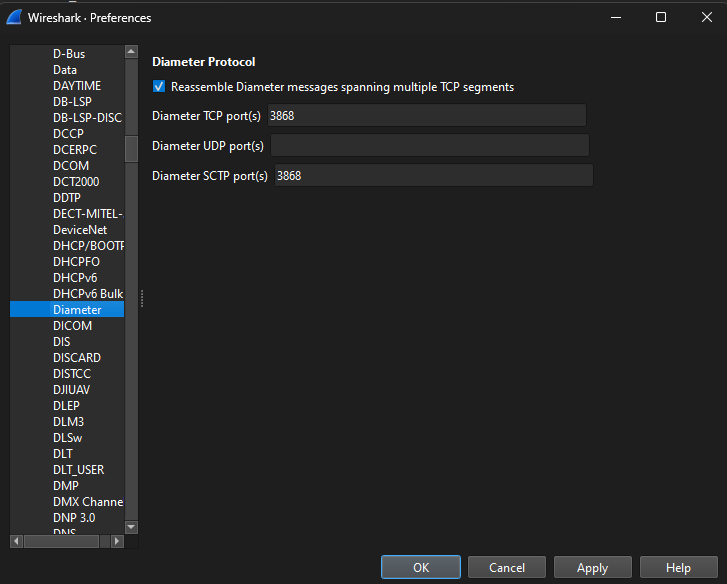 Wireshark · Preferences
D-Bus
Data
DAYTIME
DB-LSP
DB-LSP-DISC
DCCP
DCERPC
DCOM
DCT2000
DDTP
DECT-MITEL-
DeviceNet
DHCP/BOOTP
DHCPFO
DHCPv6
DHCPv6 Bulk
Diameter
DICOM
DIS
DISCARD
DISTCC
DJIUAV
DLEP
DLM3
DLSw
DLT
DLT_USER
DMP
DMX Channe
DNP 3.0
DNS
Diameter Protocol
Reassemble Diameter messages spanning multiple TCP segments
Diameter TCP port(s) 3868
Diameter UDP port(s)
Diameter SCTP port(s) 3868
OK Cancel Apply Help